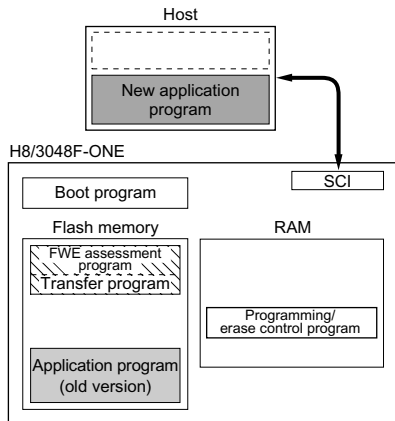 Host
New application
program
H8/3048F-ONE
Boot program
SCI
Flash memory
RAM
FWE assessment
program
Transfer program
Programming/
erase control program
Application program
(old version)